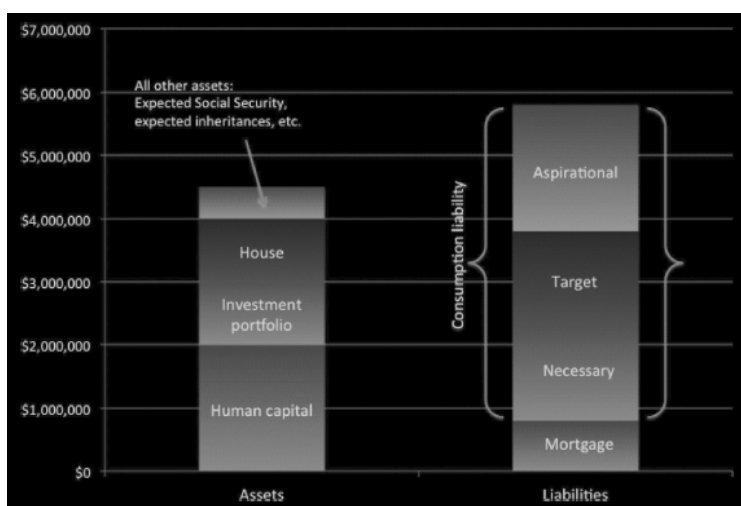 $7,000,000
$6,000,000
$5,000,000
$4,000,000
$3,000,000
$2,000,000
$1,000,000
$0
All other assets:
Expected Social Security,
expected inheritances, etc.
House
Investment
portfolio
Human capital
Assets
Consumption liability
Aspirational
Target
Necessary
Mortgage
Liabilities